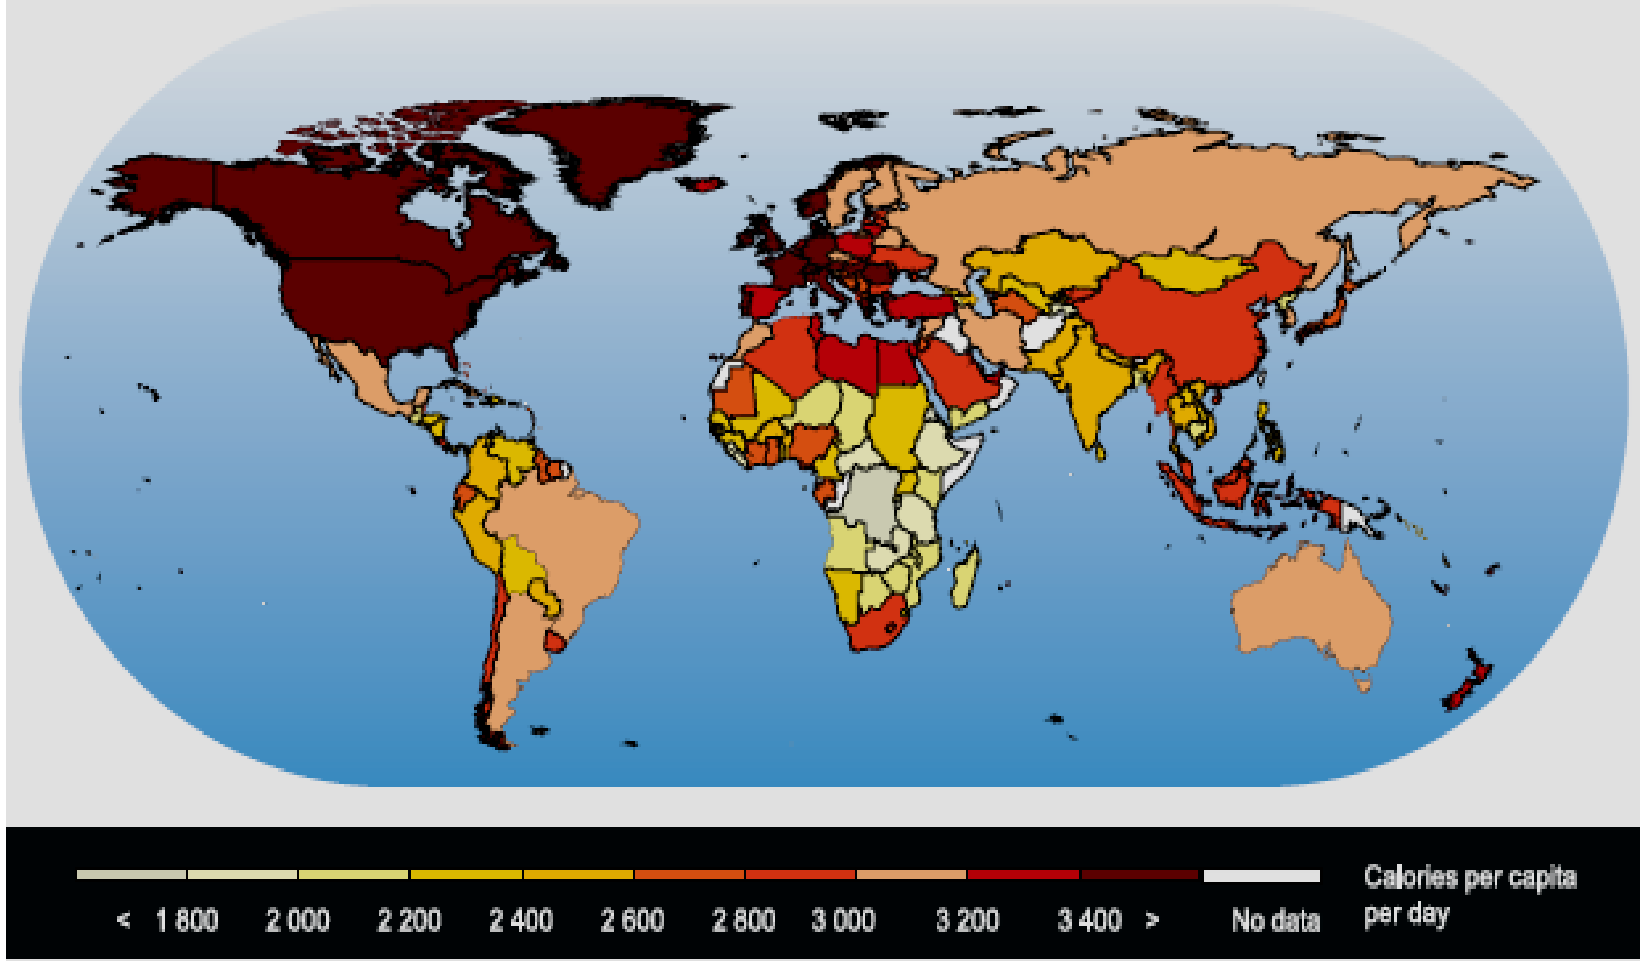 < 1 800 2 000 2 200 2 400 2 600 2 800 3 000 3 200 3 400 > No data
Calories per capita
per day